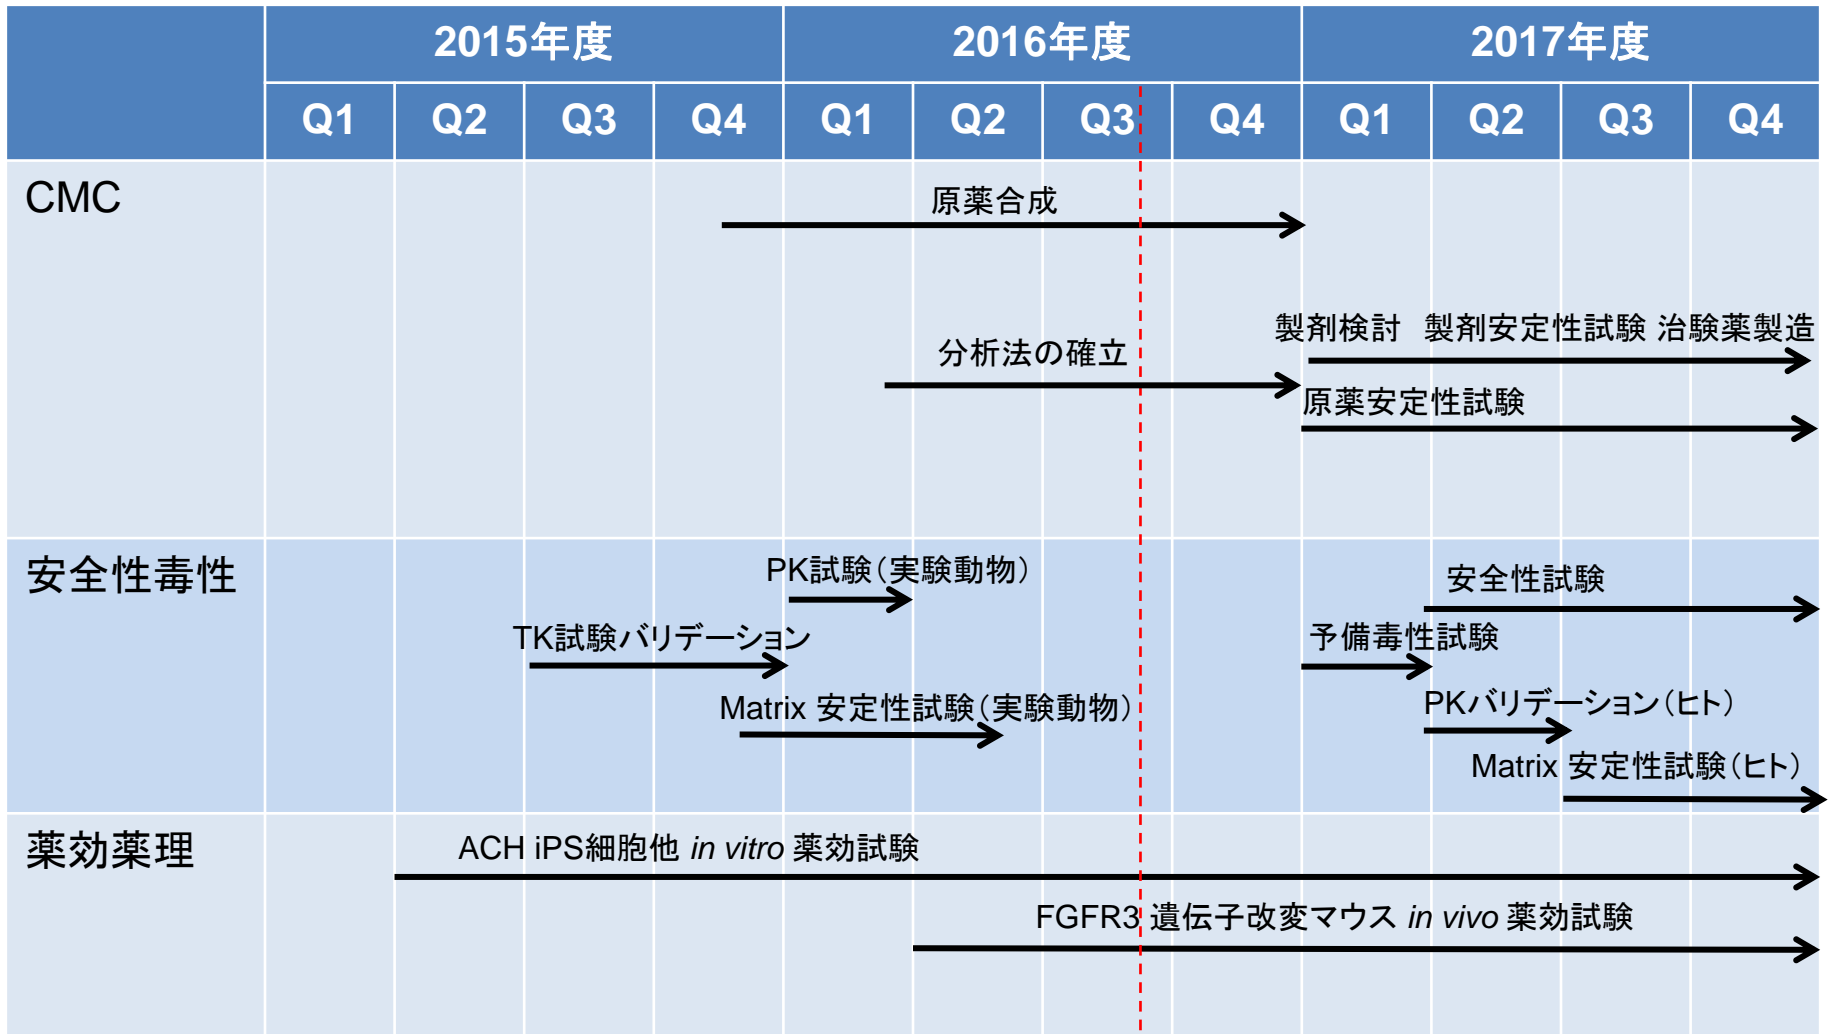 2015年度 2016年度 2017年度
Q1 Q2 Q3 Q4 Q1 Q2 Q3 Q4 Q1 Q2 Q3 Q4
CMC
原薬合成
製剤検討 製剤安定性試験 治験薬製造
分析法の確立
原薬安定性試験
安全性毒性
PK試験（実験動物）
安全性試験
TK試験バリデーション
予備毒性試験
Matrix 安定性試験（実験動物）
PKバリデーション（ヒト）
Matrix 安定性試験（ヒト）
薬効薬理
ACH iPS細胞他 in vitro 薬効試験
FGFR3 遺伝子改変マウス in vivo 薬効試験